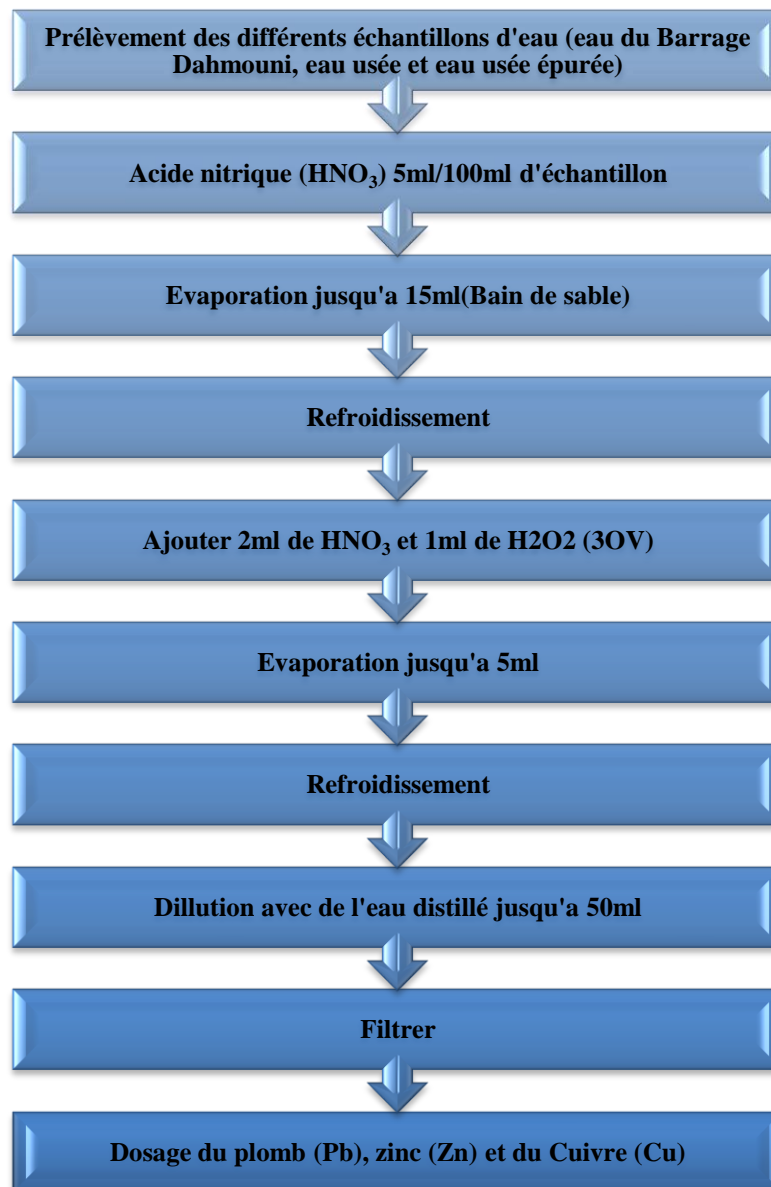 Prélèvement des différents échantillons d'eau (eau du Barrage
Dahmouni, eau usée et eau usée épurée)
Acide nitrique (HNO₃) 5ml/100ml d'échantillon
Evaporation jusqu'a 15ml(Bain de sable)
Refroidissement
Ajouter 2ml de HNO₃ et 1ml de H2O2 (3OV)
Evaporation jusqu'a 5ml
Refroidissement
Dillution avec de l'eau distillé jusqu'a 50ml
Filtrer
Dosage du plomb (Pb), zinc (Zn) et du Cuivre (Cu)